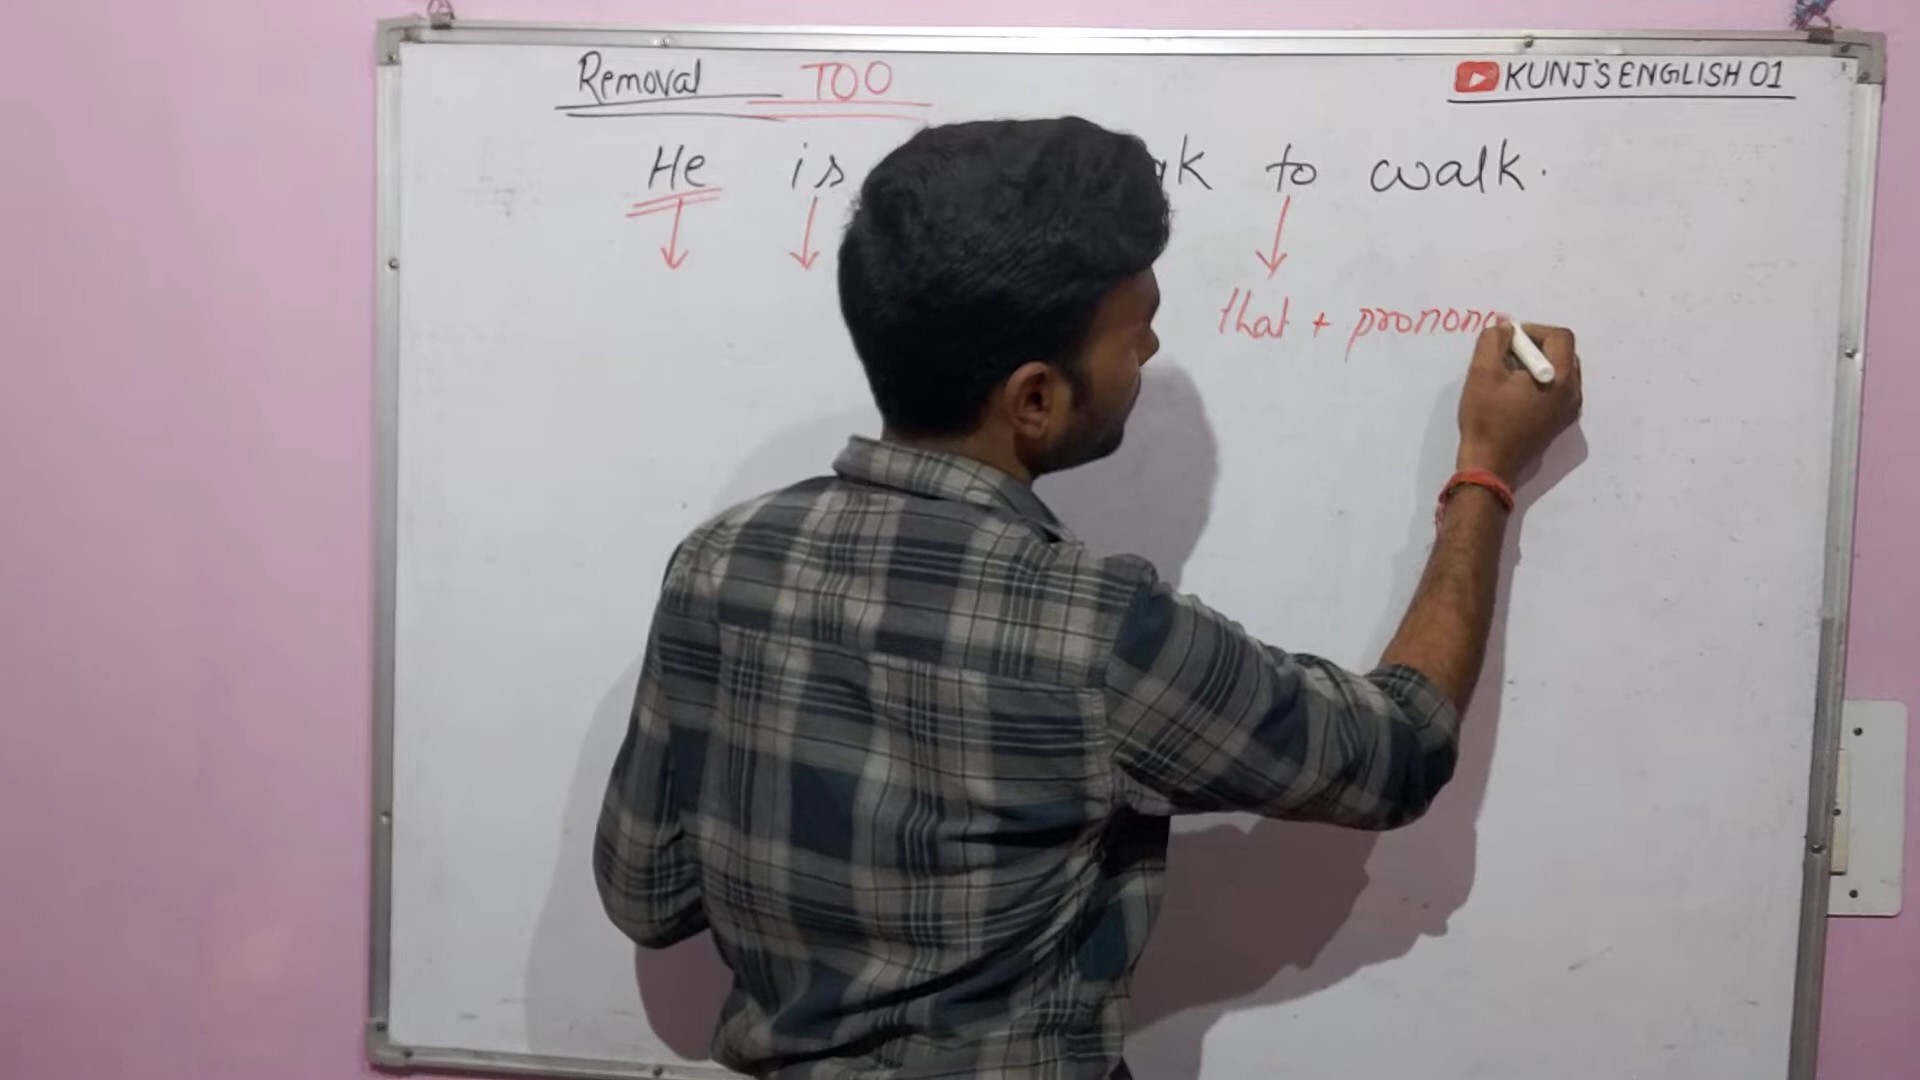 Removal TOO
KUNJ'S ENGLISH 01
He is to walk.
that + pronon